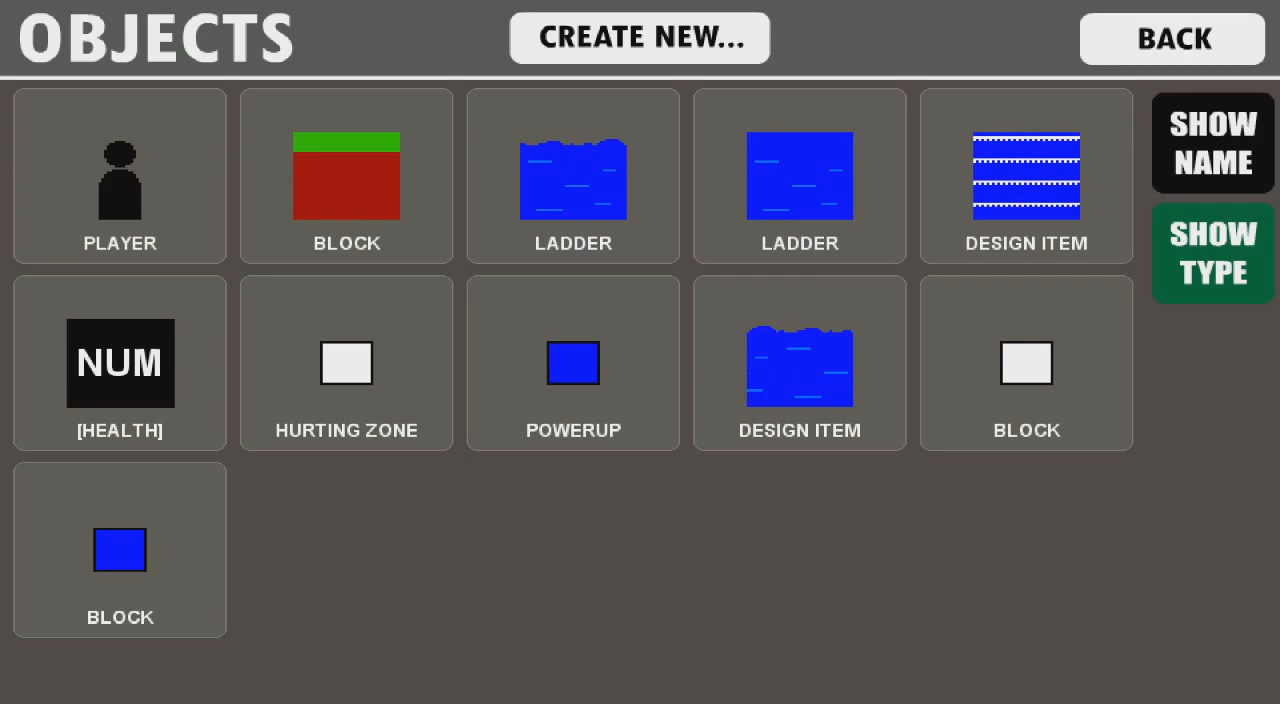 OBJECTS
CREATE NEW...
BACK
PLAYER
BLOCK
LADDER
LADDER
DESIGN ITEM
SHOW
NAME
SHOW
TYPE
NUM
[HEALTH]
HURTING ZONE
POWERUP
DESIGN ITEM
BLOCK
BLOCK